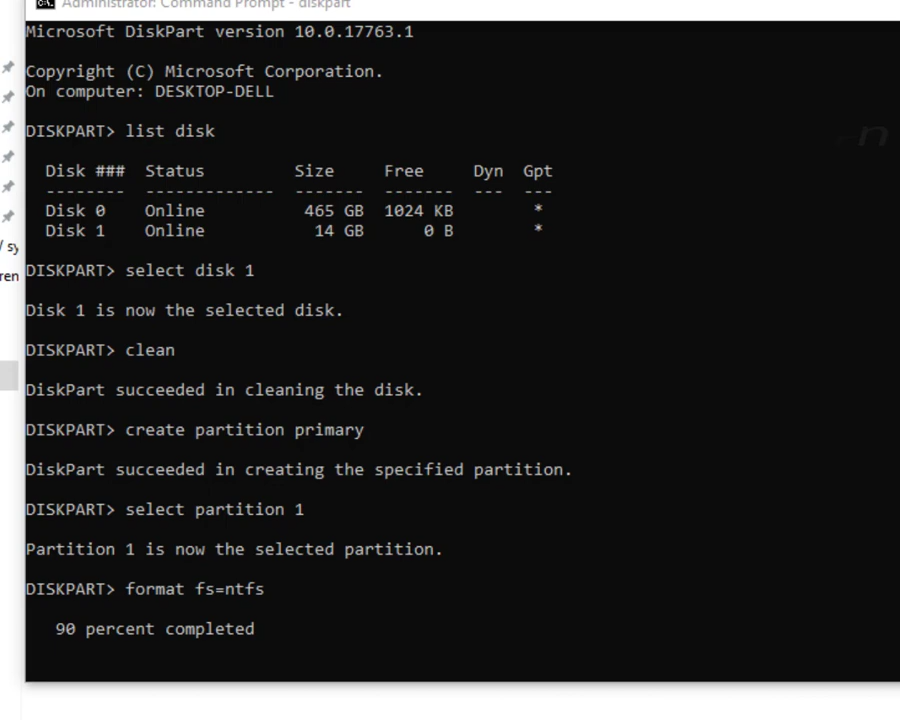 Administrator: Command Prompt - diskpart
Microsoft DiskPart version 10.0.17763.1
Copyright (C) Microsoft Corporation.
On computer: DESKTOP-DELL
DISKPART> list disk
Disk ### Status Size Free Dyn Gpt
-------- ------------- ------- ------- --- ---
Disk 0 Online 465 GB 1024 KB *
Disk 1 Online 14 GB 0 B *
DISKPART> select disk 1
Disk 1 is now the selected disk.
DISKPART> clean
DiskPart succeeded in cleaning the disk.
DISKPART> create partition primary
DiskPart succeeded in creating the specified partition.
DISKPART> select partition 1
Partition 1 is now the selected partition.
DISKPART> format fs=ntfs
90 percent completed